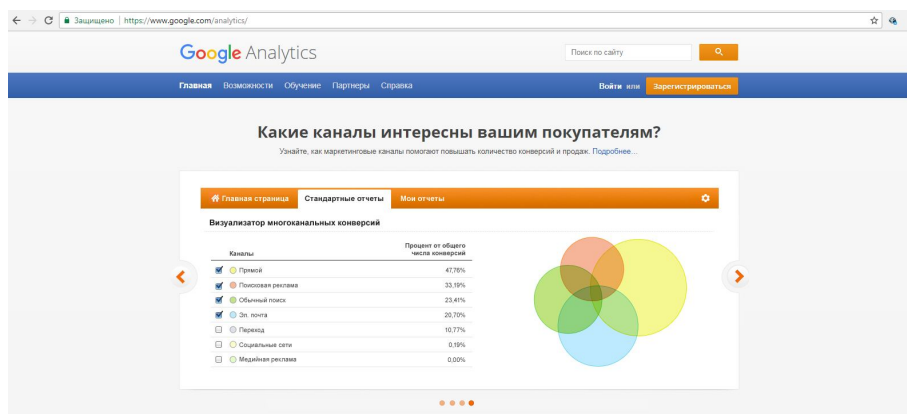 Защищено | https://www.google.com/analytics/
Google Analytics
Поиск по сайту
Главная Возможности Обучение Партнеры Справка
Войти или Зарегистрироваться
Какие каналы интересны вашим покупателям?
Узнайте, как маркетинговые каналы помогают повышать количество конверсий и продаж. Подробнее...
Главная страница Стандартные отчеты Мои отчеты
Визуализатор многоканальных конверсий
Каналы
Процент от общего
числа конверсий
Прямой 47,76%
Поисковая реклама 33,19%
Обычный поиск 23,41%
Эл. почта 20,70%
Переход 10,77%
Социальные сети 0,19%
Медийная реклама 0,00%